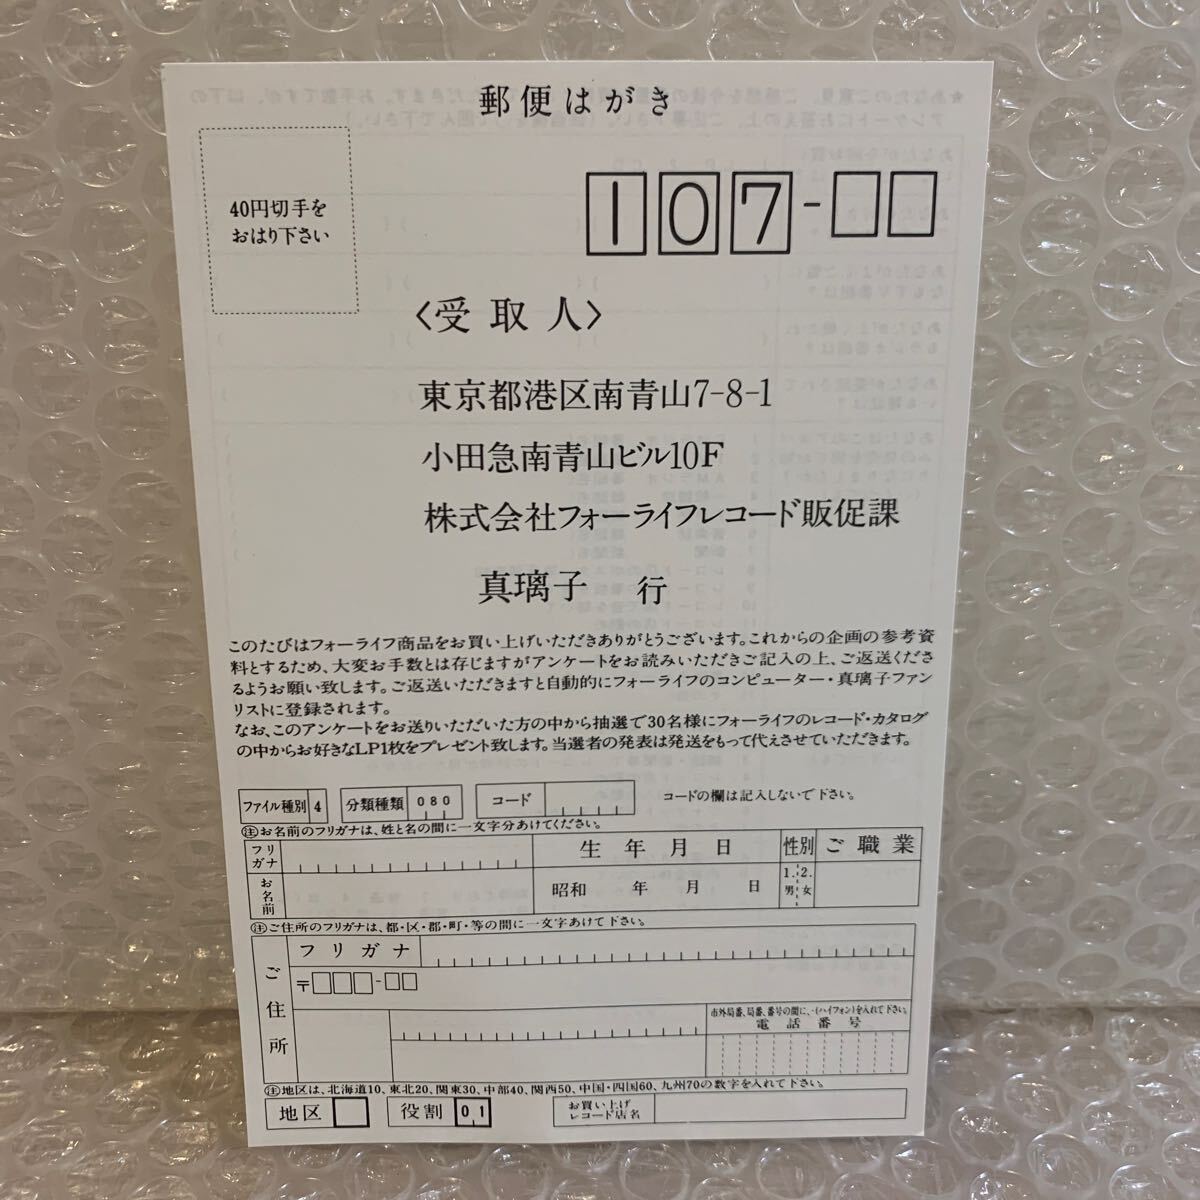 郵便はがき
40円切手を
おはり下さい
107-
〈受取人〉
東京都港区南青山7-8-1
小田急南青山ビル10F
株式会社フォーライフレコード販促課
真璃子 行
このたびはフォーライフ商品をお買い上げいただきありがとうございます。これからの企画の参考資
料とするため、大変お手数とは存じますがアンケートをお読みいただきご記入の上、ご返送くださ
るようお願い致します。ご返送いただきますと自動的にフォーライフのコンピューター・真璃子ファン
リストに登録されます。
なお、このアンケートをお送りいただいた方の中から抽選で30名様にフォーライフのレコード・カタログ
の中からお好きなLP1枚をプレゼント致します。当選者の発表は発送をもって代えさせていただきます。
ファイル種別 4 分類種類 080 コード コードの欄は記入しないで下さい。
注お名前のフリガナは、姓と名の間に一文字分あけてください。
フリガナ 生年月日 性別 ご職業
お名前 昭和 年 月 日 1.男 2.女
注ご住所のフリガナは、都・区・郡・町・等の間に一文字あけて下さい。
ご住所 フリガナ
〒 -
市外局番、局番、番号の間に、-(ハイフォン)を入れて下さい。
電話番号
注地区は、北海道10、東北20、関東30、中部40、関西50、中国・四国60、九州70の数字を入れて下さい。
地区 役割 01 お買い上げレコード店名